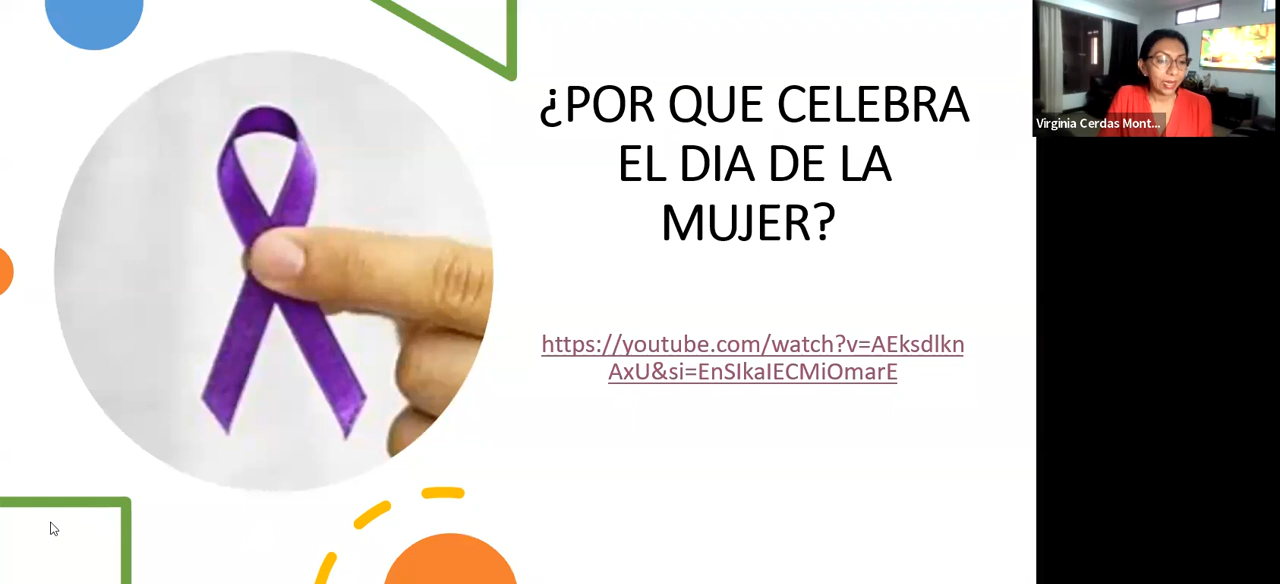 ¿POR QUE CELEBRA
EL DIA DE LA
MUJER?
https://youtube.com/watch?v=AEksdlkn
AxU&si=EnSIkaIECMiOmarE
Virginia Cerdas Mont...